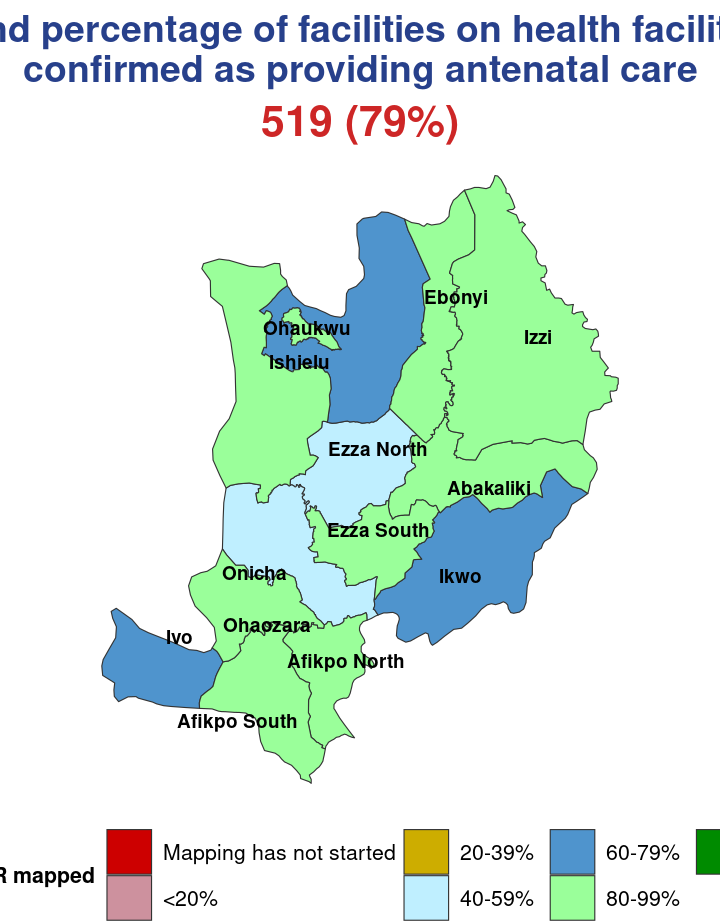 nd percentage of facilities on health facilit
confirmed as providing antenatal care
519 (79%)
Ebonyi
Ohaukwu
Izzi
Ishielu
Ezza North
Abakaliki
Ezza South
Onicha
Ikwo
Ohaozara
Ivo
Afikpo North
Afikpo South
R mapped
Mapping has not started
20-39%
60-79%
<20%
40-59%
80-99%